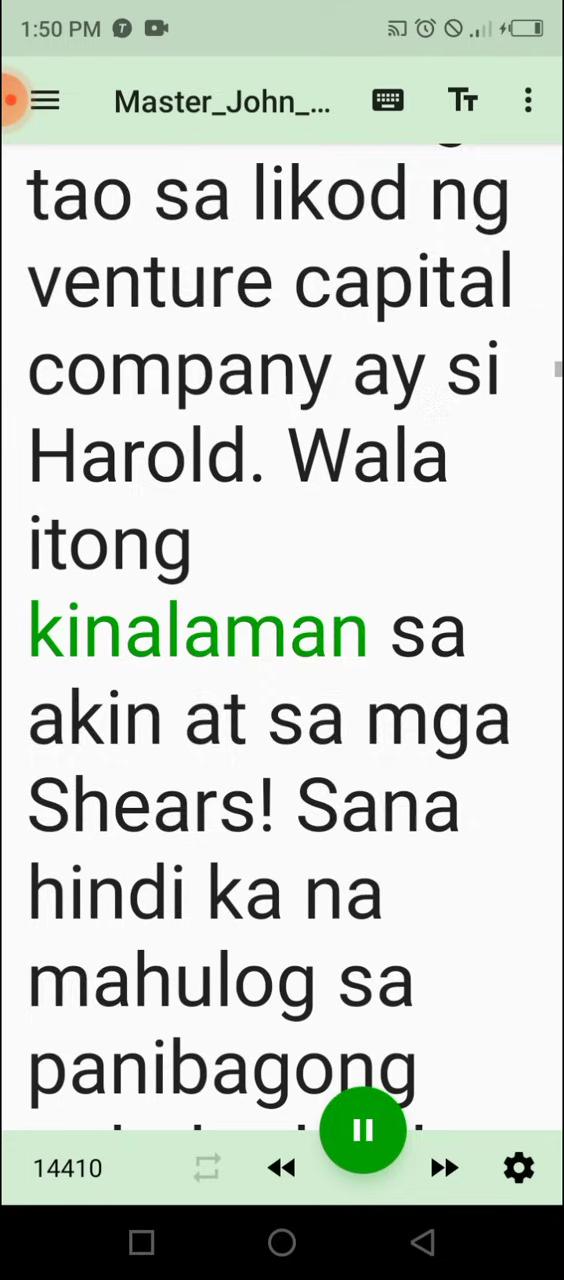 1:50 PM
Master_John_...
tao sa likod ng
venture capital
company ay si
Harold. Wala
itong
kinalaman sa
akin at sa mga
Shears! Sana
hindi ka na
mahulog sa
panibagong
14410